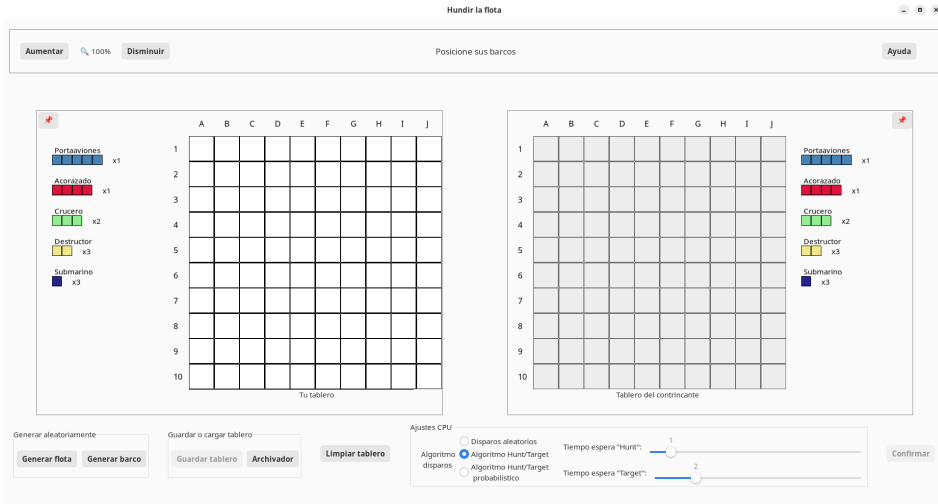 Hundir la flota
Aumentar 🔍 100% Disminuir Posicione sus barcos Ayuda
A B C D E F G H I J
1
2
3
4
5
6
7
8
9
10
Portaaviones
x1
Acorazado
x1
Crucero
x2
Destructor
x3
Submarino
x3
Tu tablero
A B C D E F G H I J
1
2
3
4
5
6
7
8
9
10
Portaaviones
x1
Acorazado
x1
Crucero
x2
Destructor
x3
Submarino
x3
Tablero del contrincante
Generar aleatoriamente
Generar flota Generar barco
Guardar o cargar tablero
Guardar tablero Archivador
Limpiar tablero
Ajustes CPU
Algoritmo
disparos
Disparos aleatorios
Algoritmo Hunt/Target
Algoritmo Hunt/Target
probabilístico
Tiempo espera "Hunt": 1
Tiempo espera "Target": 2
Confirmar